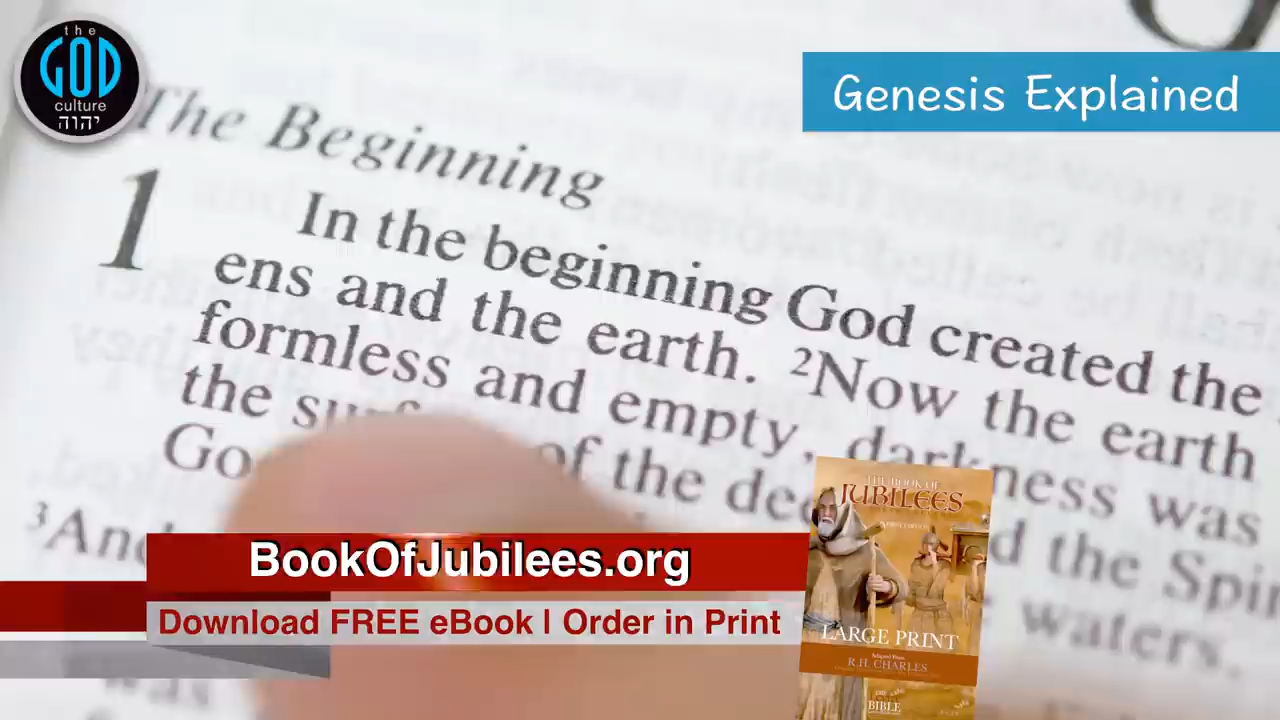 the
GOD
culture
יהוה
Genesis Explained
The Beginning
1 In the beginning God created the
ens and the earth. ²Now the earth
formless and empty, darkness was
the of the
Go d the Spi
³And waters.
was
THE BOOK OF
JUBILEES
LARGE PRINT
R.H. CHARLES
BIBLE
BookOfJubilees.org
Download FREE eBook | Order in Print